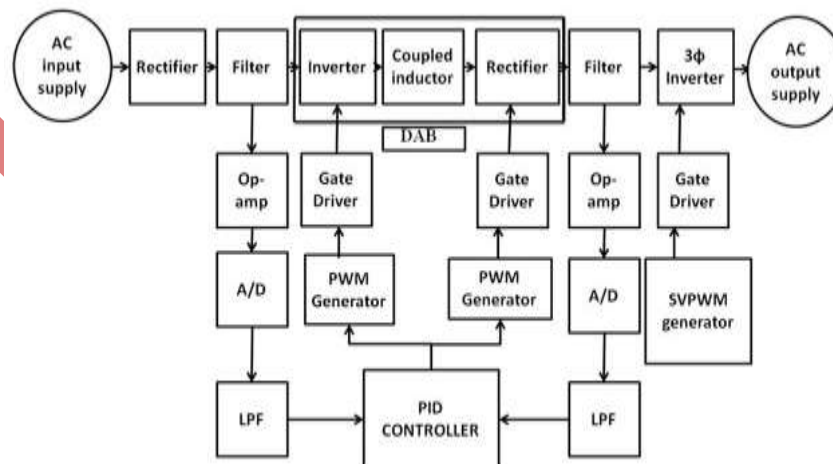 AC
input
supply
Rectifier
Filter
Inverter
Coupled
inductor
Rectifier
Filter
3ϕ
Inverter
AC
output
supply
DAB
Op-
amp
Gate
Driver
Gate
Driver
Op-
amp
Gate
Driver
A/D
PWM
Generator
PWM
Generator
A/D
SVPWM
generator
LPF
PID
CONTROLLER
LPF